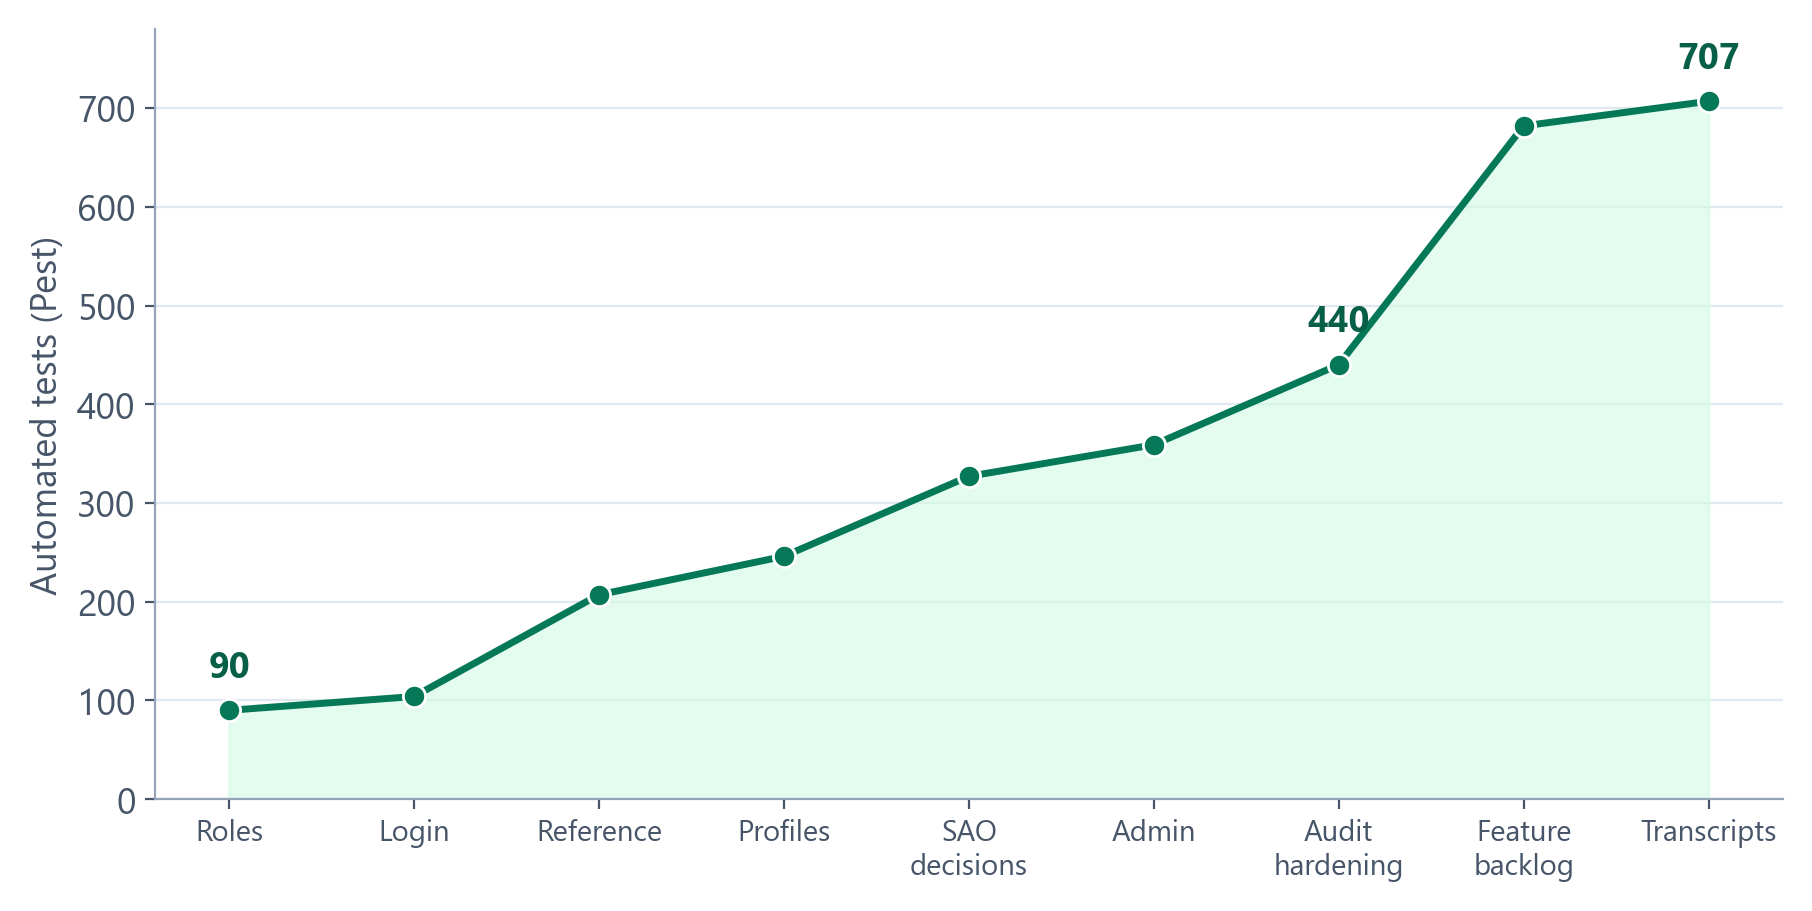 707
700
600
500
440
400
300
200
90
100
0
Automated tests (Pest)
Roles
Login
Reference
Profiles
SAO
decisions
Admin
Audit
hardening
Feature
backlog
Transcripts